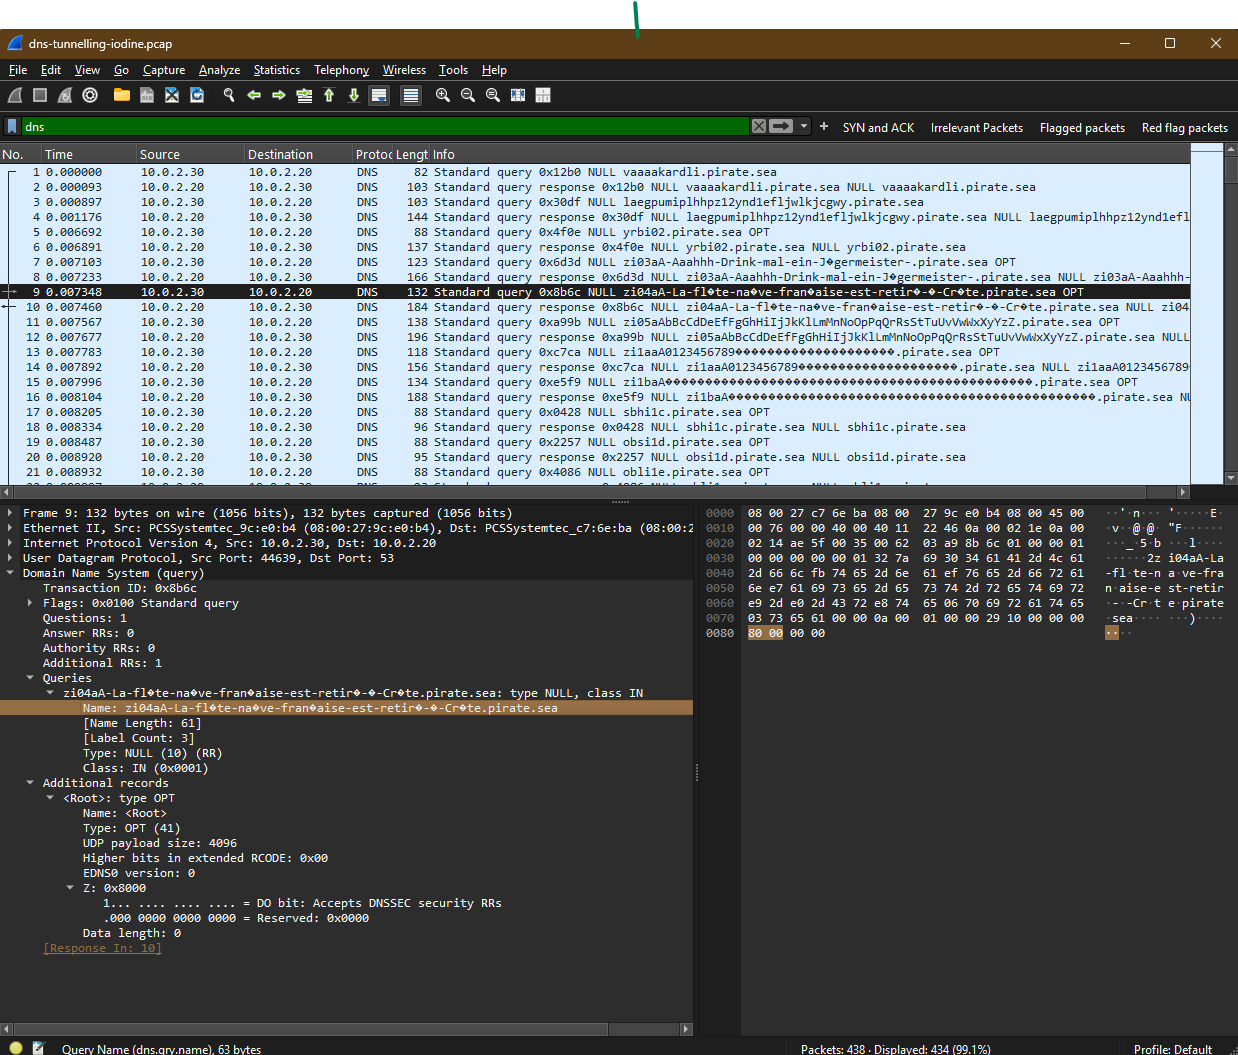 dns-tunnelling-iodine.pcap
File Edit View Go Capture Analyze Statistics Telephony Wireless Tools Help
dns + SYN and ACK Irrelevant Packets Flagged packets Red flag packets
No. Time Source Destination Protoc Lengt Info
1 0.000000 10.0.2.30 10.0.2.20 DNS 82 Standard query 0x12b0 NULL vaaaakardli.pirate.sea
2 0.000093 10.0.2.20 10.0.2.30 DNS 103 Standard query response 0x12b0 NULL vaaaakardli.pirate.sea NULL vaaaakardli.pirate.sea
3 0.000897 10.0.2.30 10.0.2.20 DNS 103 Standard query 0x30df NULL laegpumiplhhpz12ynd1efljwlkjcgwy.pirate.sea
4 0.001176 10.0.2.20 10.0.2.30 DNS 144 Standard query response 0x30df NULL laegpumiplhhpz12ynd1efljwlkjcgwy.pirate.sea NULL laegpumiplhhpz12ynd1efl
5 0.006692 10.0.2.30 10.0.2.20 DNS 88 Standard query 0x4f0e NULL yrbi02.pirate.sea OPT
6 0.006891 10.0.2.20 10.0.2.30 DNS 137 Standard query response 0x4f0e NULL yrbi02.pirate.sea NULL yrbi02.pirate.sea
7 0.007103 10.0.2.30 10.0.2.20 DNS 123 Standard query 0x6d3d NULL zi03aA-Aaahhh-Drink-mal-ein-J�germeister-.pirate.sea OPT
8 0.007233 10.0.2.20 10.0.2.30 DNS 166 Standard query response 0x6d3d NULL zi03aA-Aaahhh-Drink-mal-ein-J�germeister-.pirate.sea NULL zi03aA-Aaahhh-
9 0.007348 10.0.2.30 10.0.2.20 DNS 132 Standard query 0x8b6c NULL zi04aA-La-fl�te-na�ve-fran�aise-est-retir�-�-Cr�te.pirate.sea OPT
10 0.007460 10.0.2.20 10.0.2.30 DNS 184 Standard query response 0x8b6c NULL zi04aA-La-fl�te-na�ve-fran�aise-est-retir�-�-Cr�te.pirate.sea NULL zi04
11 0.007567 10.0.2.30 10.0.2.20 DNS 138 Standard query 0xa99b NULL zi05aAbBcCdDeEfFgGhHiIjJkKlLmMnNoOpPqQrRsStTuUvVwWxXyYzZ.pirate.sea OPT
12 0.007677 10.0.2.20 10.0.2.30 DNS 196 Standard query response 0xa99b NULL zi05aAbBcCdDeEfFgGhHiIjJkKlLmMnNoOpPqQrRsStTuUvVwWxXyYzZ.pirate.sea NULL
13 0.007783 10.0.2.30 10.0.2.20 DNS 118 Standard query 0xc7ca NULL zi1aaA0123456789����������������������.pirate.sea OPT
14 0.007892 10.0.2.20 10.0.2.30 DNS 156 Standard query response 0xc7ca NULL zi1aaA0123456789����������������������.pirate.sea NULL zi1aaA0123456789
15 0.007996 10.0.2.30 10.0.2.20 DNS 134 Standard query 0xe5f9 NULL zi1baA������������������������������������������������.pirate.sea OPT
16 0.008104 10.0.2.20 10.0.2.30 DNS 188 Standard query response 0xe5f9 NULL zi1baA������������������������������������������������.pirate.sea NU
17 0.008205 10.0.2.30 10.0.2.20 DNS 88 Standard query 0x0428 NULL sbhi1c.pirate.sea OPT
18 0.008334 10.0.2.20 10.0.2.30 DNS 96 Standard query response 0x0428 NULL sbhi1c.pirate.sea NULL sbhi1c.pirate.sea
19 0.008487 10.0.2.30 10.0.2.20 DNS 88 Standard query 0x2257 NULL obsi1d.pirate.sea OPT
20 0.008920 10.0.2.20 10.0.2.30 DNS 95 Standard query response 0x2257 NULL obsi1d.pirate.sea NULL obsi1d.pirate.sea
21 0.008932 10.0.2.30 10.0.2.20 DNS 88 Standard query 0x4086 NULL obli1e.pirate.sea OPT
Frame 9: 132 bytes on wire (1056 bits), 132 bytes captured (1056 bits)
Ethernet II, Src: PCSSystemtec_9c:e0:b4 (08:00:27:9c:e0:b4), Dst: PCSSystemtec_c7:6e:ba (08:00:2
Internet Protocol Version 4, Src: 10.0.2.30, Dst: 10.0.2.20
User Datagram Protocol, Src Port: 44639, Dst Port: 53
Domain Name System (query)
Transaction ID: 0x8b6c
Flags: 0x0100 Standard query
Questions: 1
Answer RRs: 0
Authority RRs: 0
Additional RRs: 1
Queries
zi04aA-La-fl�te-na�ve-fran�aise-est-retir�-�-Cr�te.pirate.sea: type NULL, class IN
Name: zi04aA-La-fl�te-na�ve-fran�aise-est-retir�-�-Cr�te.pirate.sea
[Name Length: 61]
[Label Count: 3]
Type: NULL (10) (RR)
Class: IN (0x0001)
Additional records
<Root>: type OPT
Name: <Root>
Type: OPT (41)
UDP payload size: 4096
Higher bits in extended RCODE: 0x00
EDNS0 version: 0
Z: 0x8000
1... .... .... .... = DO bit: Accepts DNSSEC security RRs
.000 0000 0000 0000 = Reserved: 0x0000
Data length: 0
[Response In: 10]
0000 08 00 27 c7 6e ba 08 00 27 9c e0 b4 08 00 45 00 ··'·n··· '·····E·
0010 00 76 00 00 40 00 40 11 22 46 0a 00 02 1e 0a 00 ·v··@·@· "F······
0020 02 14 ae 5f 00 35 00 62 03 a9 8b 6c 01 00 00 01 ···_·5·b ···l····
0030 00 00 00 00 00 01 32 7a 69 30 34 61 41 2d 4c 61 ······2z i04aA-La
0040 2d 66 6c fb 74 65 2d 6e 61 ef 76 65 2d 66 72 61 -fl·te-n a·ve-fra
0050 6e e7 61 69 73 65 2d 65 73 74 2d 72 65 74 69 72 n·aise-e st-retir
0060 e9 2d e0 2d 43 72 e8 74 65 06 70 69 72 61 74 65 ·-·-Cr·t e·pirate
0070 03 73 65 61 00 00 0a 00 01 00 00 29 10 00 00 00 ·sea···· ···)····
0080 80 00 00 00 ····
Query Name (dns.qry.name), 63 bytes Packets: 438 · Displayed: 434 (99.1%) Profile: Default